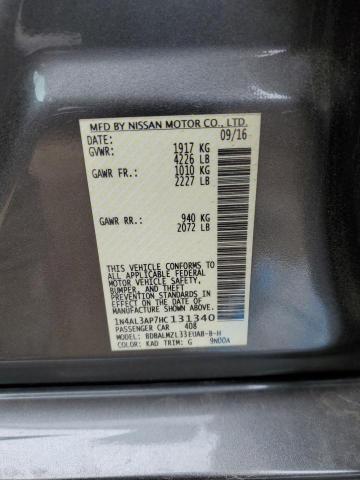 MFD BY NISSAN MOTOR CO., LTD.
DATE: 09/16
GVWR: 1917 KG
4226 LB
GAWR FR.: 1010 KG
2227 LB
GAWR RR.: 940 KG
2072 LB
THIS VEHICLE CONFORMS TO
ALL APPLICABLE FEDERAL
MOTOR VEHICLE SAFETY,
BUMPER, AND THEFT
PREVENTION STANDARDS IN
EFFECT ON THE DATE OF
MANUFACTURE SHOWN ABOVE.
1N4AL3AP7HC131340
PASSENGER CAR 408
MODEL: BDBALMZL33EUAB-B-H
COLOR: KAD TRIM: G 9N00A